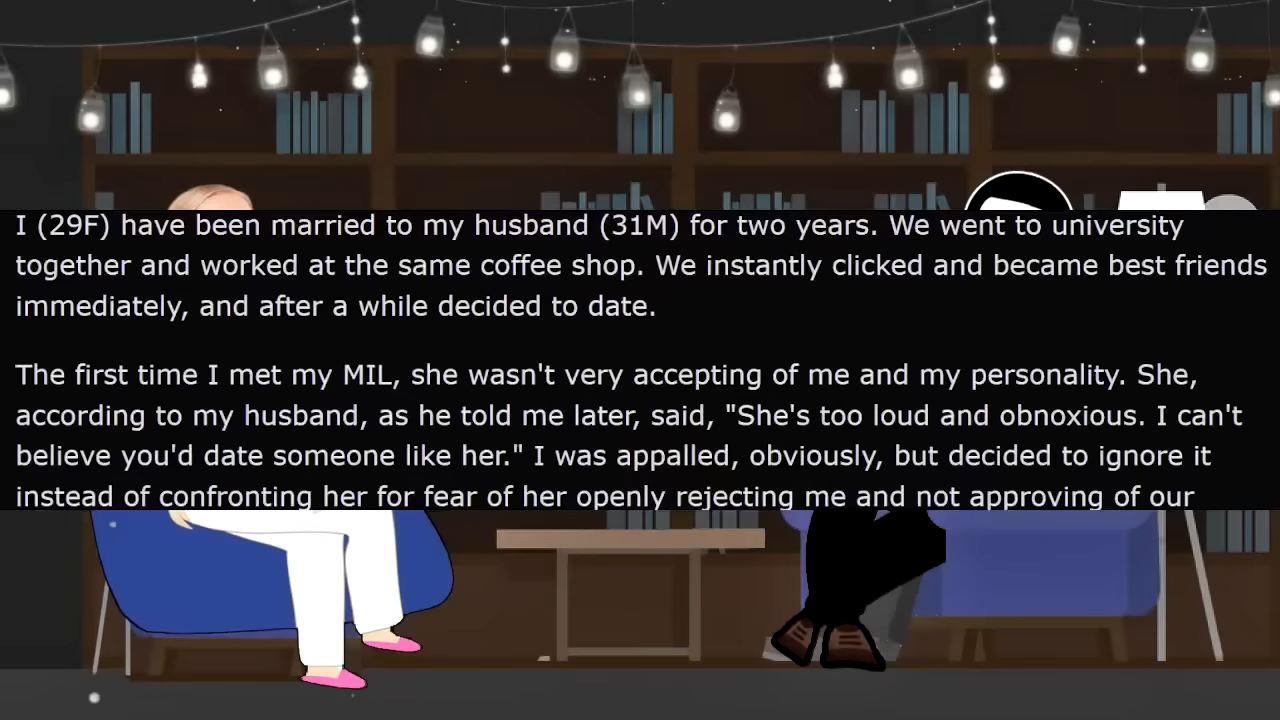 I (29F) have been married to my husband (31M) for two years. We went to university
together and worked at the same coffee shop. We instantly clicked and became best friends
immediately, and after a while decided to date.
The first time I met my MIL, she wasn't very accepting of me and my personality. She,
according to my husband, as he told me later, said, "She's too loud and obnoxious. I can't
believe you'd date someone like her." I was appalled, obviously, but decided to ignore it
instead of confronting her for fear of her openly rejecting me and not approving of our